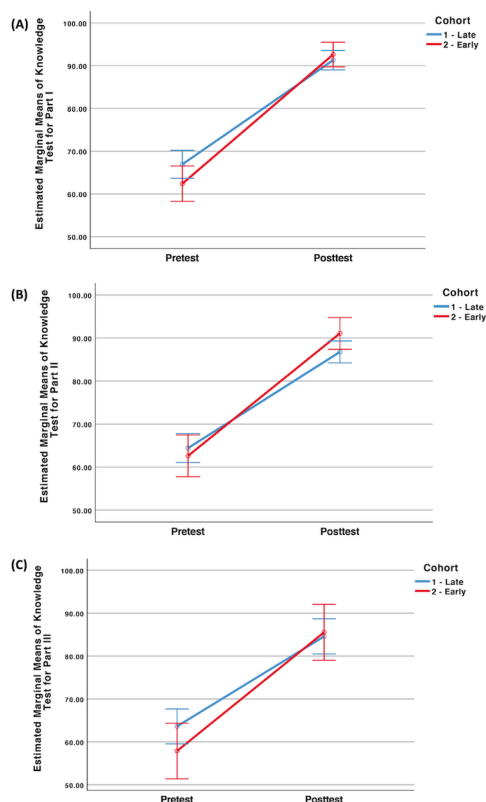 (A)
Estimated Marginal Means of Knowledge
Test for Part I
100.00
90.00
80.00
70.00
60.00
50.00
Pretest
Posttest
Cohort
1 - Late
2 - Early
(B)
Estimated Marginal Means of Knowledge
Test for Part II
100.00
90.00
80.00
70.00
60.00
50.00
Pretest
Posttest
Cohort
1 - Late
2 - Early
(C)
Estimated Marginal Means of Knowledge
Test for Part III
100.00
90.00
80.00
70.00
60.00
50.00
Pretest
Posttest
Cohort
1 - Late
2 - Early